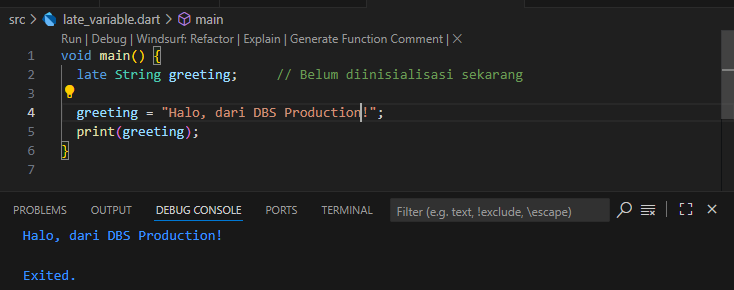 src > late_variable.dart > main
Run | Debug | Windsurf: Refactor | Explain | Generate Function Comment | ×
1 void main() {
2 late String greeting; // Belum diinisialisasi sekarang
3
4 greeting = "Halo, dari DBS Production!";
5 print(greeting);
6 }
7
PROBLEMS OUTPUT DEBUG CONSOLE PORTS TERMINAL Filter (e.g. text, !exclude, \escape)
Halo, dari DBS Production!
Exited.